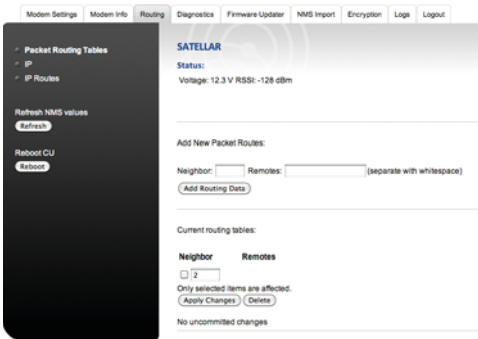 Modem Settings Modem Info Routing Diagnostics Firmware Updater NMS Import Encryption Logs Logout
Packet Routing Tables
IP
IP Routes
Refresh NMS values
Refresh
Reboot CU
Reboot
SATELLAR
Status:
Voltage: 12.3 V RSSI: -128 dBm
Add New Packet Routes:
Neighbor: Remotes: (separate with whitespace)
Add Routing Data
Current routing tables:
Neighbor Remotes
2
Only selected items are affected.
Apply Changes Delete
No uncommitted changes